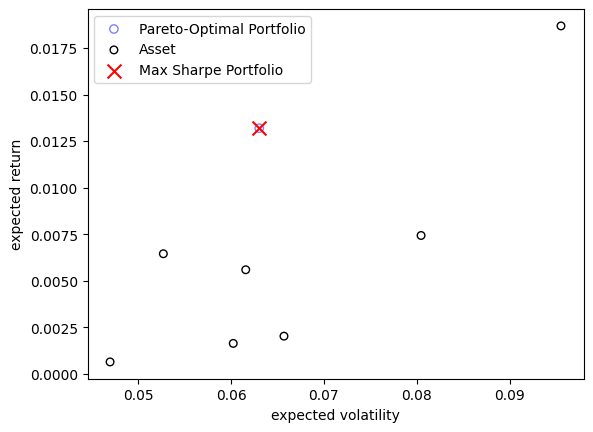 Pareto-Optimal Portfolio
Asset
Max Sharpe Portfolio
expected return
0.0175
0.0150
0.0125
0.0100
0.0075
0.0050
0.0025
0.0000
0.05
0.06
0.07
0.08
0.09
expected volatility